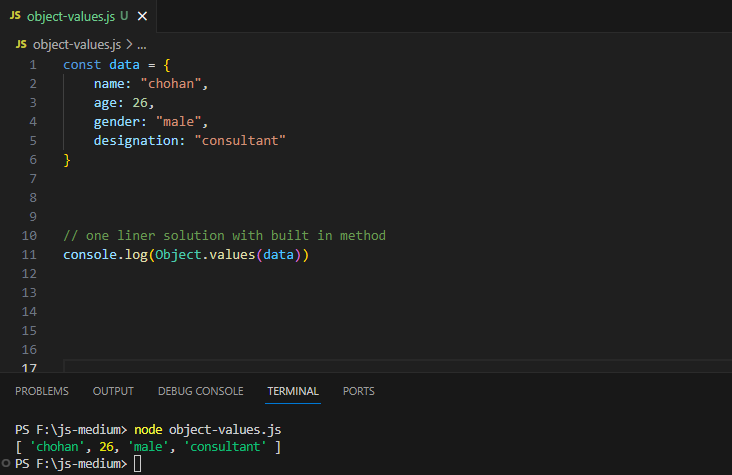 JS object-values.js U ×
JS object-values.js > ...
1 const data = {
2 name: "chohan",
3 age: 26,
4 gender: "male",
5 designation: "consultant"
6 }
7
8
9
10 // one liner solution with built in method
11 console.log(Object.values(data))
12
13
14
15
16
17
PROBLEMS OUTPUT DEBUG CONSOLE TERMINAL PORTS
PS F:\js-medium> node object-values.js
[ 'chohan', 26, 'male', 'consultant' ]
PS F:\js-medium>